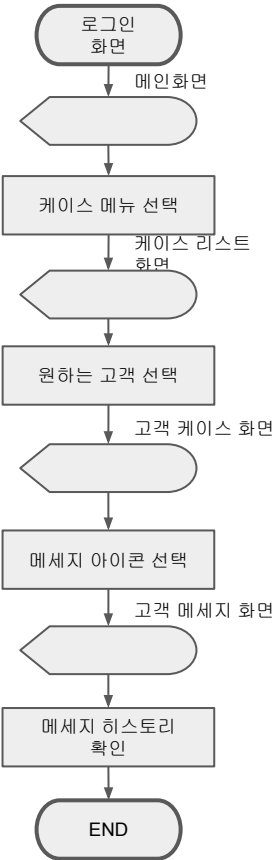 로그인
화면
메인화면
케이스 메뉴 선택
케이스 리스트
화면
원하는 고객 선택
고객 케이스 화면
메세지 아이콘 선택
고객 메세지 화면
메세지 히스토리
확인
END